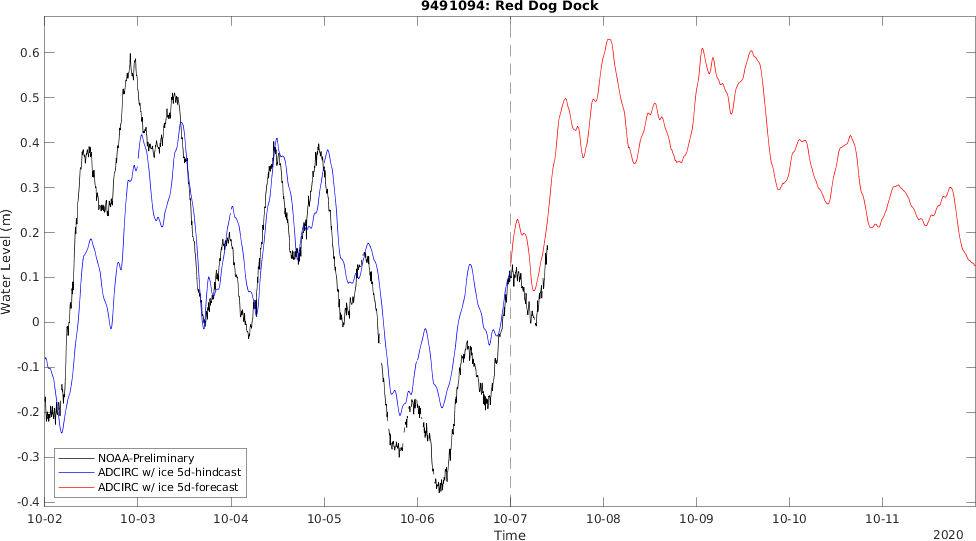 9491094: Red Dog Dock
Water Level (m)
0.6
0.5
0.4
0.3
0.2
0.1
0
-0.1
-0.2
-0.3
-0.4
NOAA-Preliminary
ADCIRC w/ ice 5d-hindcast
ADCIRC w/ ice 5d-forecast
10-02 10-03 10-04 10-05 10-06 10-07 10-08 10-09 10-10 10-11
Time
2020